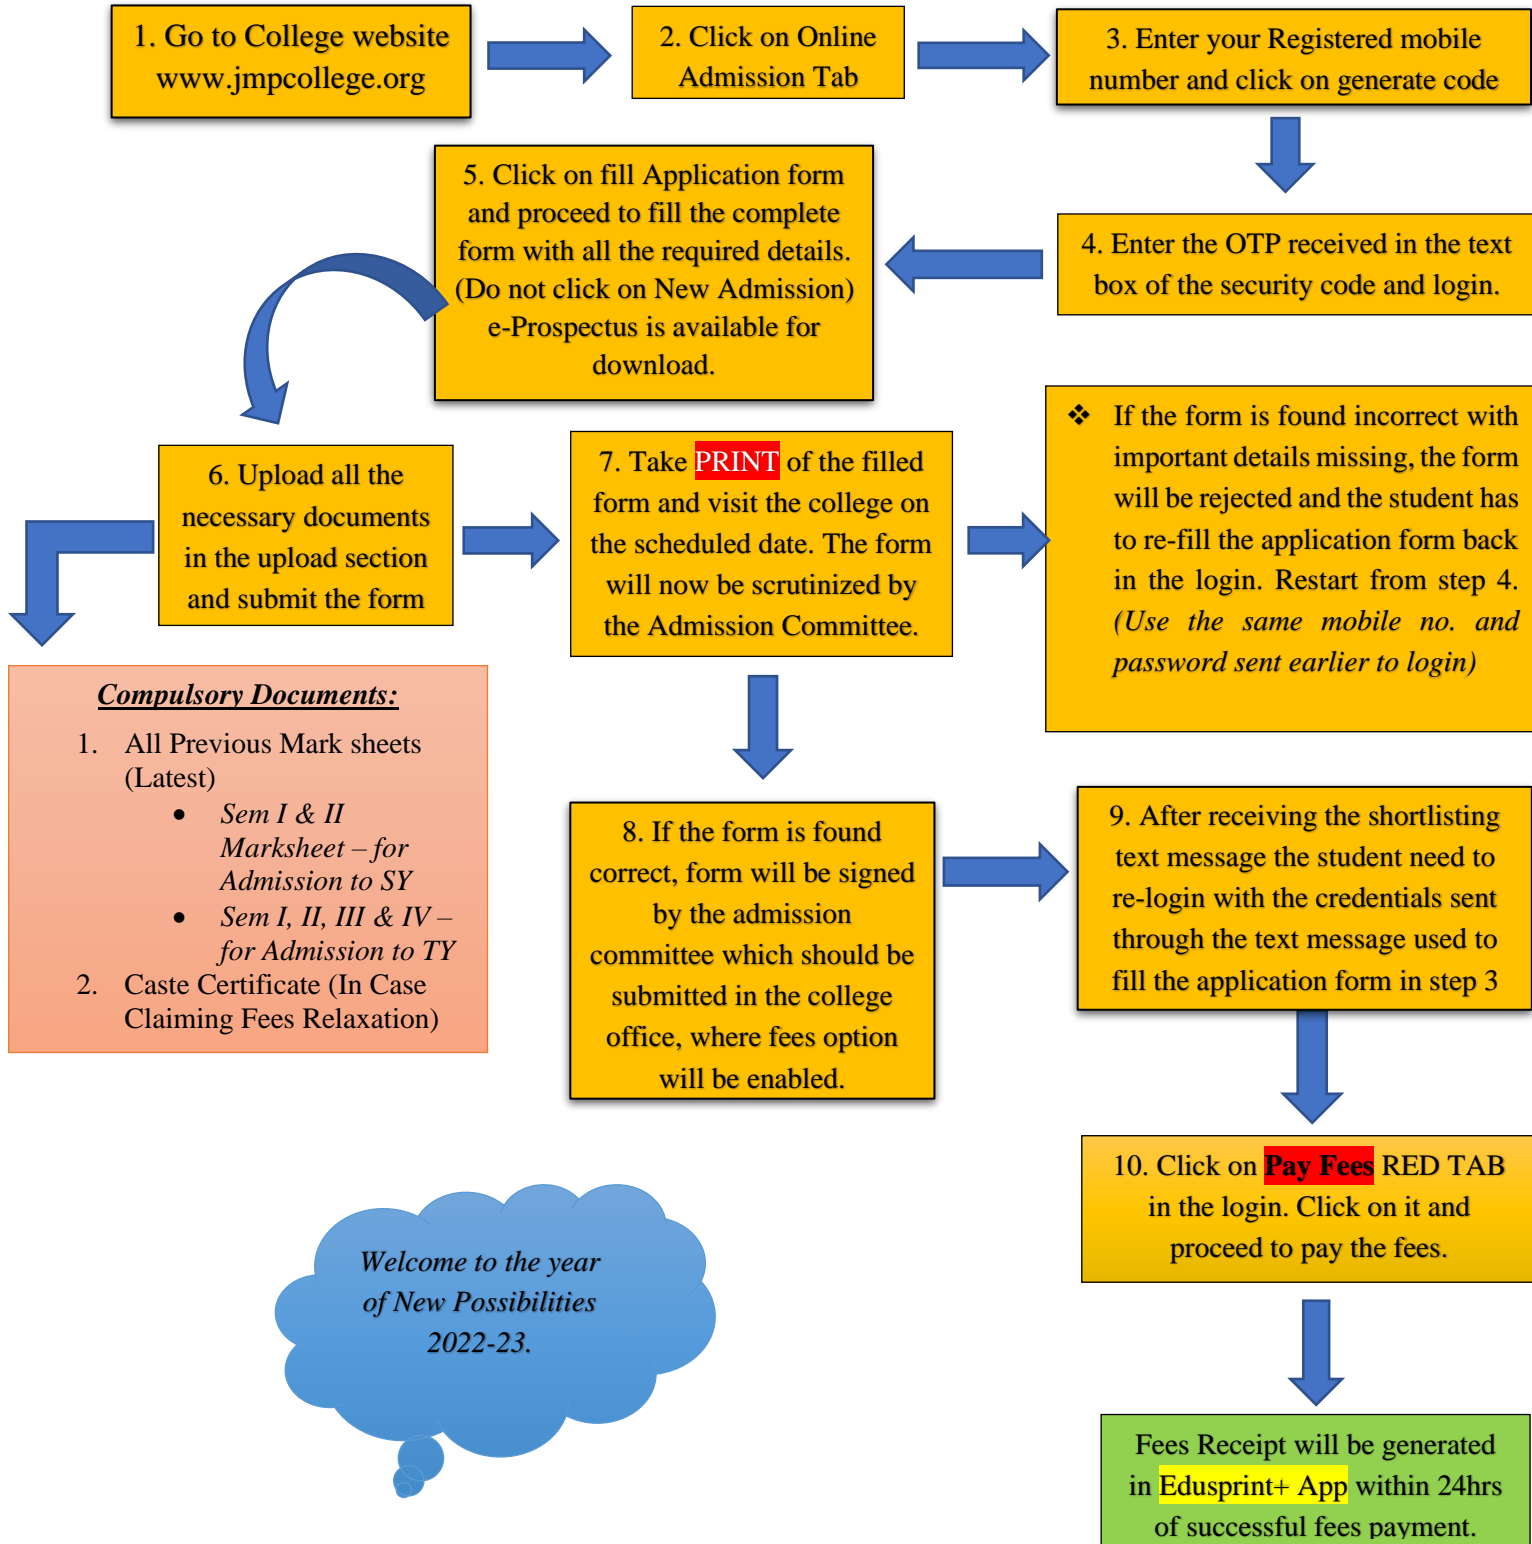 1. Go to College website
www.jmpcollege.org
2. Click on Online
Admission Tab
3. Enter your Registered mobile
number and click on generate code
4. Enter the OTP received in the text
box of the security code and login.
5. Click on fill Application form
and proceed to fill the complete
form with all the required details.
(Do not click on New Admission)
e-Prospectus is available for
download.
6. Upload all the
necessary documents
in the upload section
and submit the form
Compulsory Documents:
1. All Previous Mark sheets
(Latest)
• Sem I & II
Marksheet – for
Admission to SY
• Sem I, II, III & IV –
for Admission to TY
2. Caste Certificate (In Case
Claiming Fees Relaxation)
7. Take PRINT of the filled
form and visit the college on
the scheduled date. The form
will now be scrutinized by
the Admission Committee.
❖ If the form is found incorrect with
important details missing, the form
will be rejected and the student has
to re-fill the application form back
in the login. Restart from step 4.
(Use the same mobile no. and
password sent earlier to login)
8. If the form is found
correct, form will be signed
by the admission
committee which should be
submitted in the college
office, where fees option
will be enabled.
9. After receiving the shortlisting
text message the student need to
re-login with the credentials sent
through the text message used to
fill the application form in step 3
10. Click on Pay Fees RED TAB
in the login. Click on it and
proceed to pay the fees.
Fees Receipt will be generated
in Edusprint+ App within 24hrs
of successful fees payment.
Welcome to the year
of New Possibilities
2022-23.